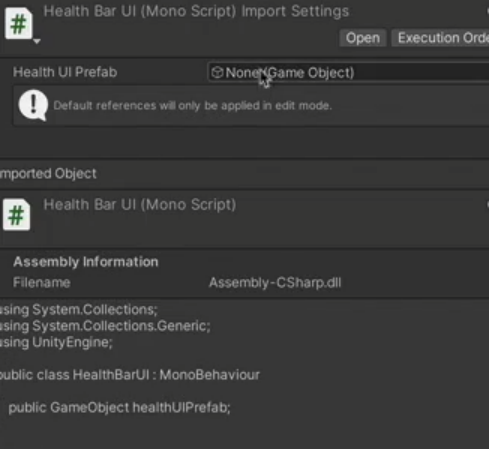 Health Bar UI (Mono Script) Import Settings
Open Execution Orde
Health UI Prefab None (Game Object)
Default references will only be applied in edit mode.
mported Object
Health Bar UI (Mono Script)
Assembly Information
Filename Assembly-CSharp.dll
using System.Collections;
using System.Collections.Generic;
using UnityEngine;
public class HealthBarUI : MonoBehaviour
public GameObject healthUIPrefab;